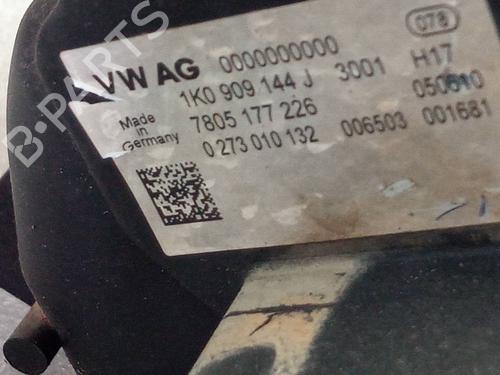 078
VW AG 0000000000 H17
1K0 909 144 J 3001 050610
Made in Germany 7805 177 226
0 273 010 132 006503 001681
B-PARTS